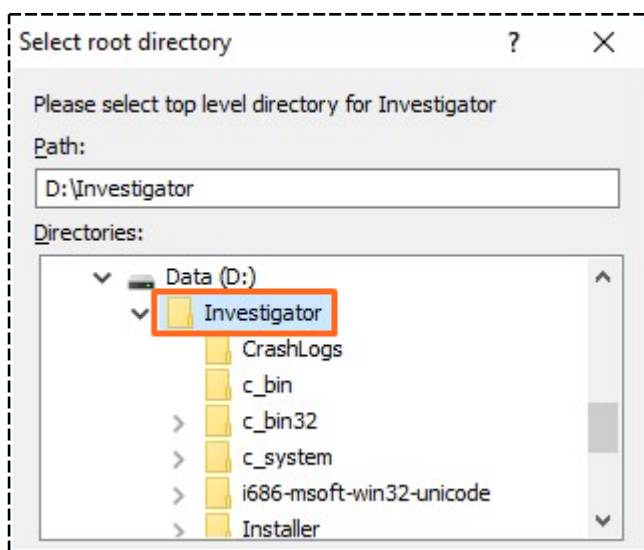 Select root directory ? ×
Please select top level directory for Investigator
Path:
D:\Investigator
Directories:
Data (D:)
Investigator
CrashLogs
c_bin
c_bin32
c_system
i686-msoft-win32-unicode
Installer